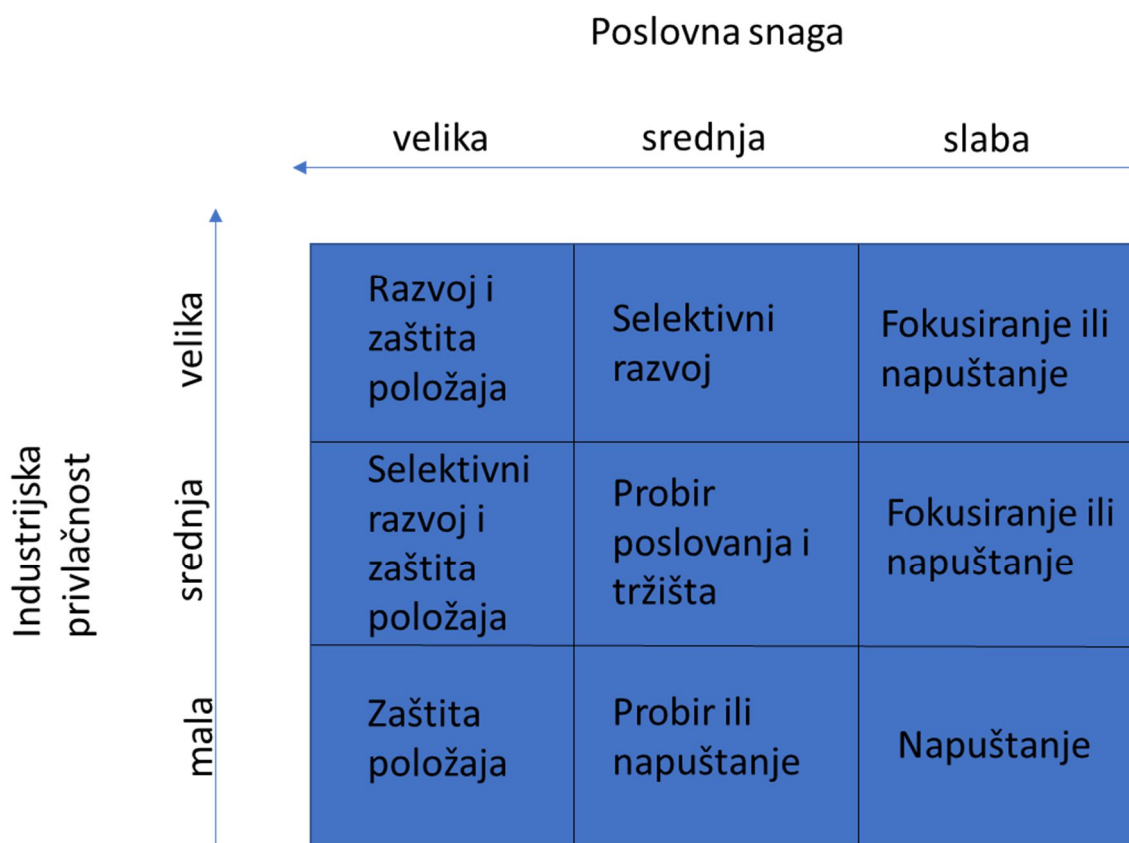 Poslovna snaga
velika
srednja
slaba
Industrijska
privlačnost
velika
Razvoj i
zaštita
položaja
Selektivni
razvoj
Fokusiranje ili
napuštanje
srednja
Selektivni
razvoj i
zaštita
položaja
Probir
poslovanja i
tržišta
Fokusiranje ili
napuštanje
mala
Zaštita
položaja
Probir ili
napuštanje
Napuštanje